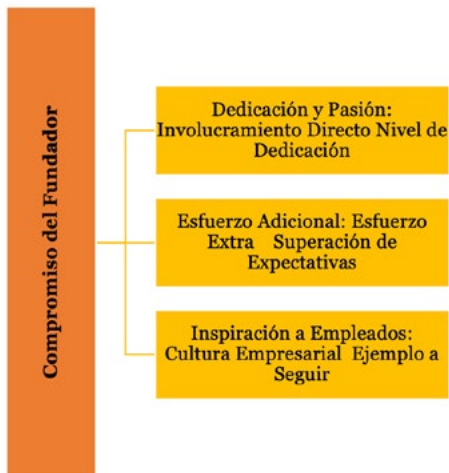 Compromiso del Fundador
Dedicación y Pasión:
Involucramiento Directo Nivel de
Dedicación
Esfuerzo Adicional: Esfuerzo
Extra Superación de
Expectativas
Inspiración a Empleados:
Cultura Empresarial Ejemplo a
Seguir